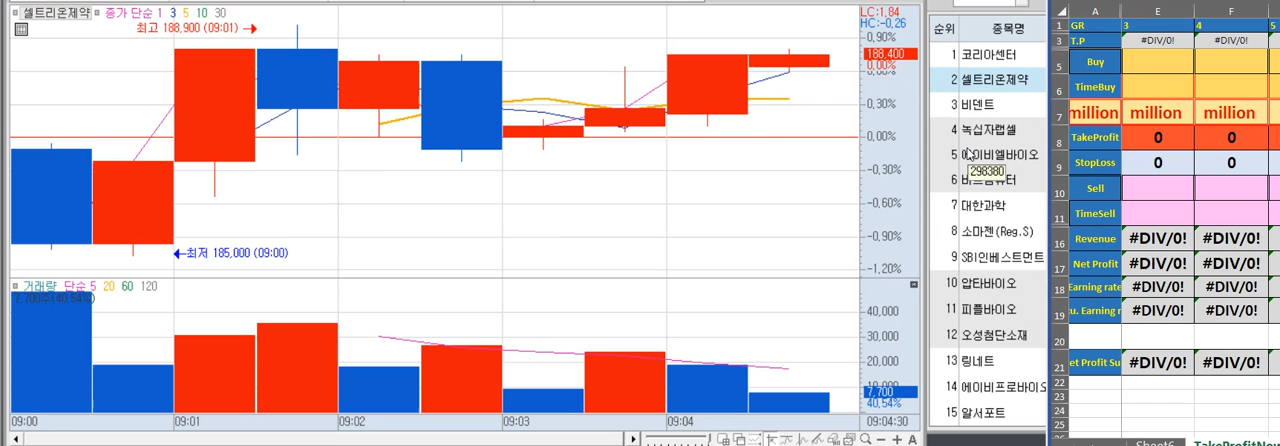 셀트리온제약 종가 단순 1 3 5 10 30
최고 188,900 (09:01)
LC:1,84
HC:-0,26
0,90%
188,400
0,00%
0,60%
0,30%
0,00%
-0,30%
-0,60%
-0,90%
-1,20%
최저 185,000 (09:00)
거래량 단순 5 20 60 120
7,700주(40,54%)
40,000
30,000
20,000
10,000
7,700
40,54%
09:00 09:01 09:02 09:03 09:04 09:04:30
순위 종목명
1 코리아센터
2 셀트리온제약
3 비덴트
4 녹십자랩셀
5 에이비엘바이오
298380
6
7 대한과학
8 소마젠(Reg.S)
9 SBI인베스트먼트
10 압타바이오
11 피플바이오
12 오성첨단소재
13 링네트
14 에이비프로바이오
15 알서포트
A E F
1 GR 3 4 5
3 T.P #DIV/0! #DIV/0!
5 Buy
6 TimeBuy
7 million million million
8 TakeProfit 0 0
9 StopLoss 0 0
10 Sell
11 TimeSell
16 Revenue #DIV/0! #DIV/0!
17 Net Profit #DIV/0! #DIV/0!
18 Earning rate #DIV/0! #DIV/0!
19 u. Earning r #DIV/0! #DIV/0!
20
21 et Profit Su #DIV/0! #DIV/0!
22
23
24
25
Sheet6 TakeProfitNow